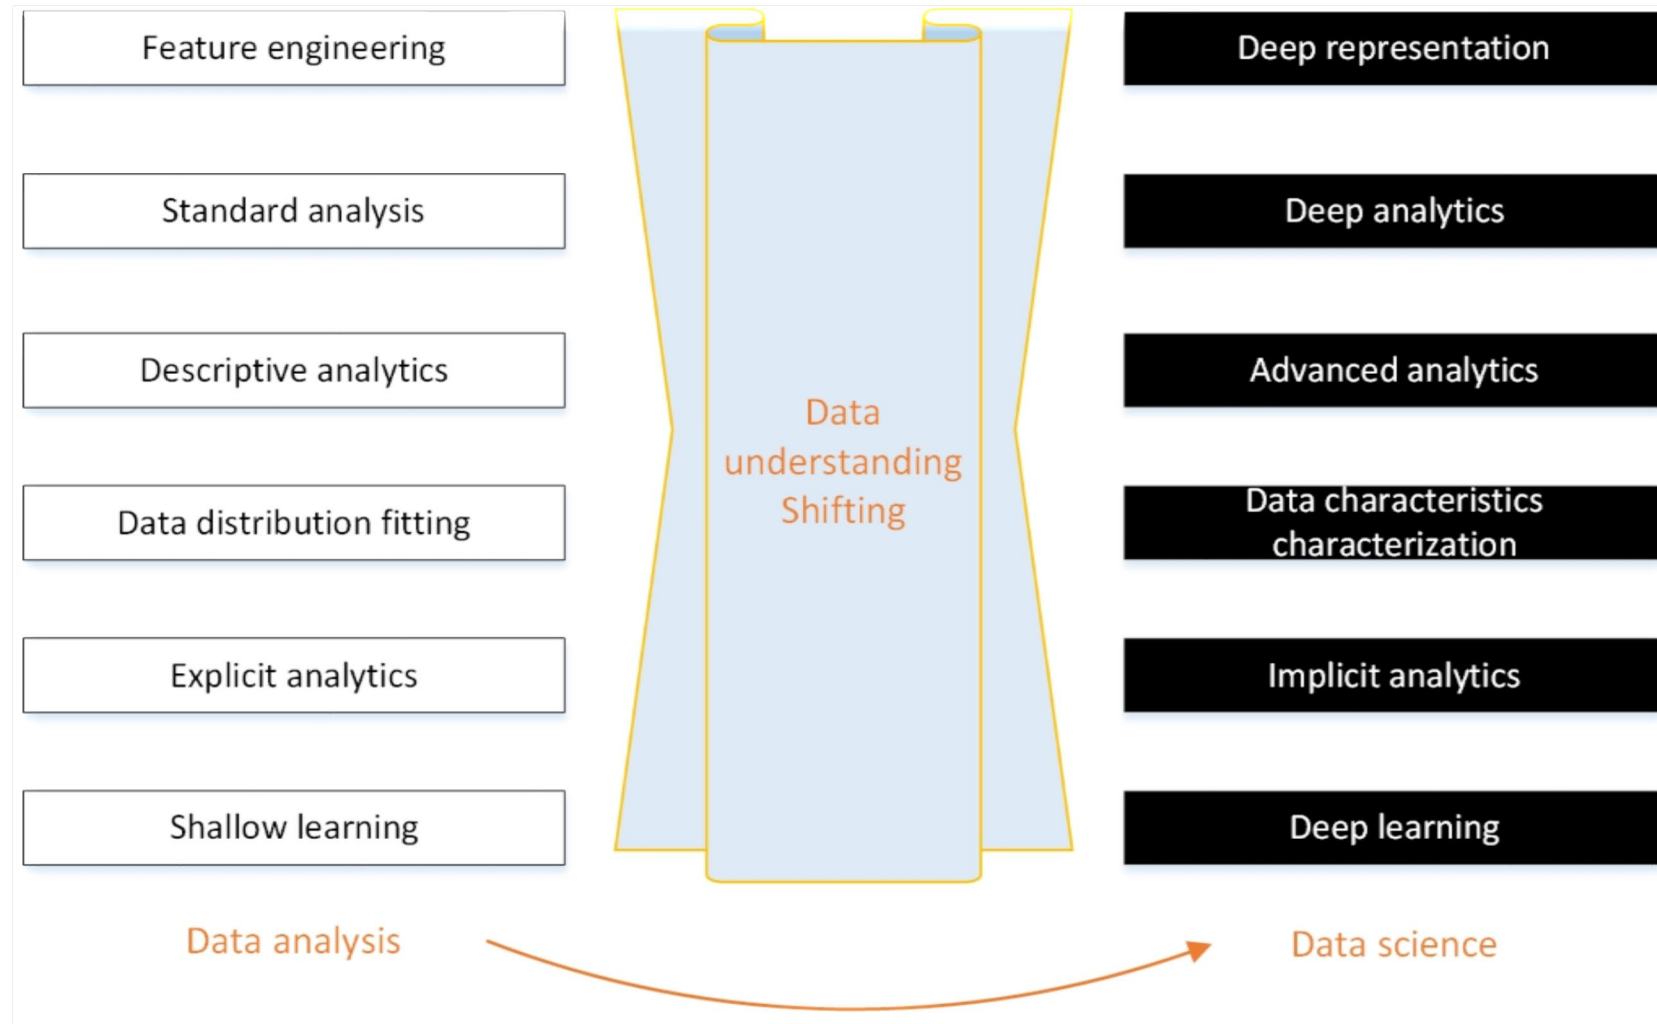 Feature engineering
Deep representation
Standard analysis
Deep analytics
Descriptive analytics
Advanced analytics
Data
understanding
Shifting
Data distribution fitting
Data characteristics
characterization
Explicit analytics
Implicit analytics
Shallow learning
Deep learning
Data analysis
Data science